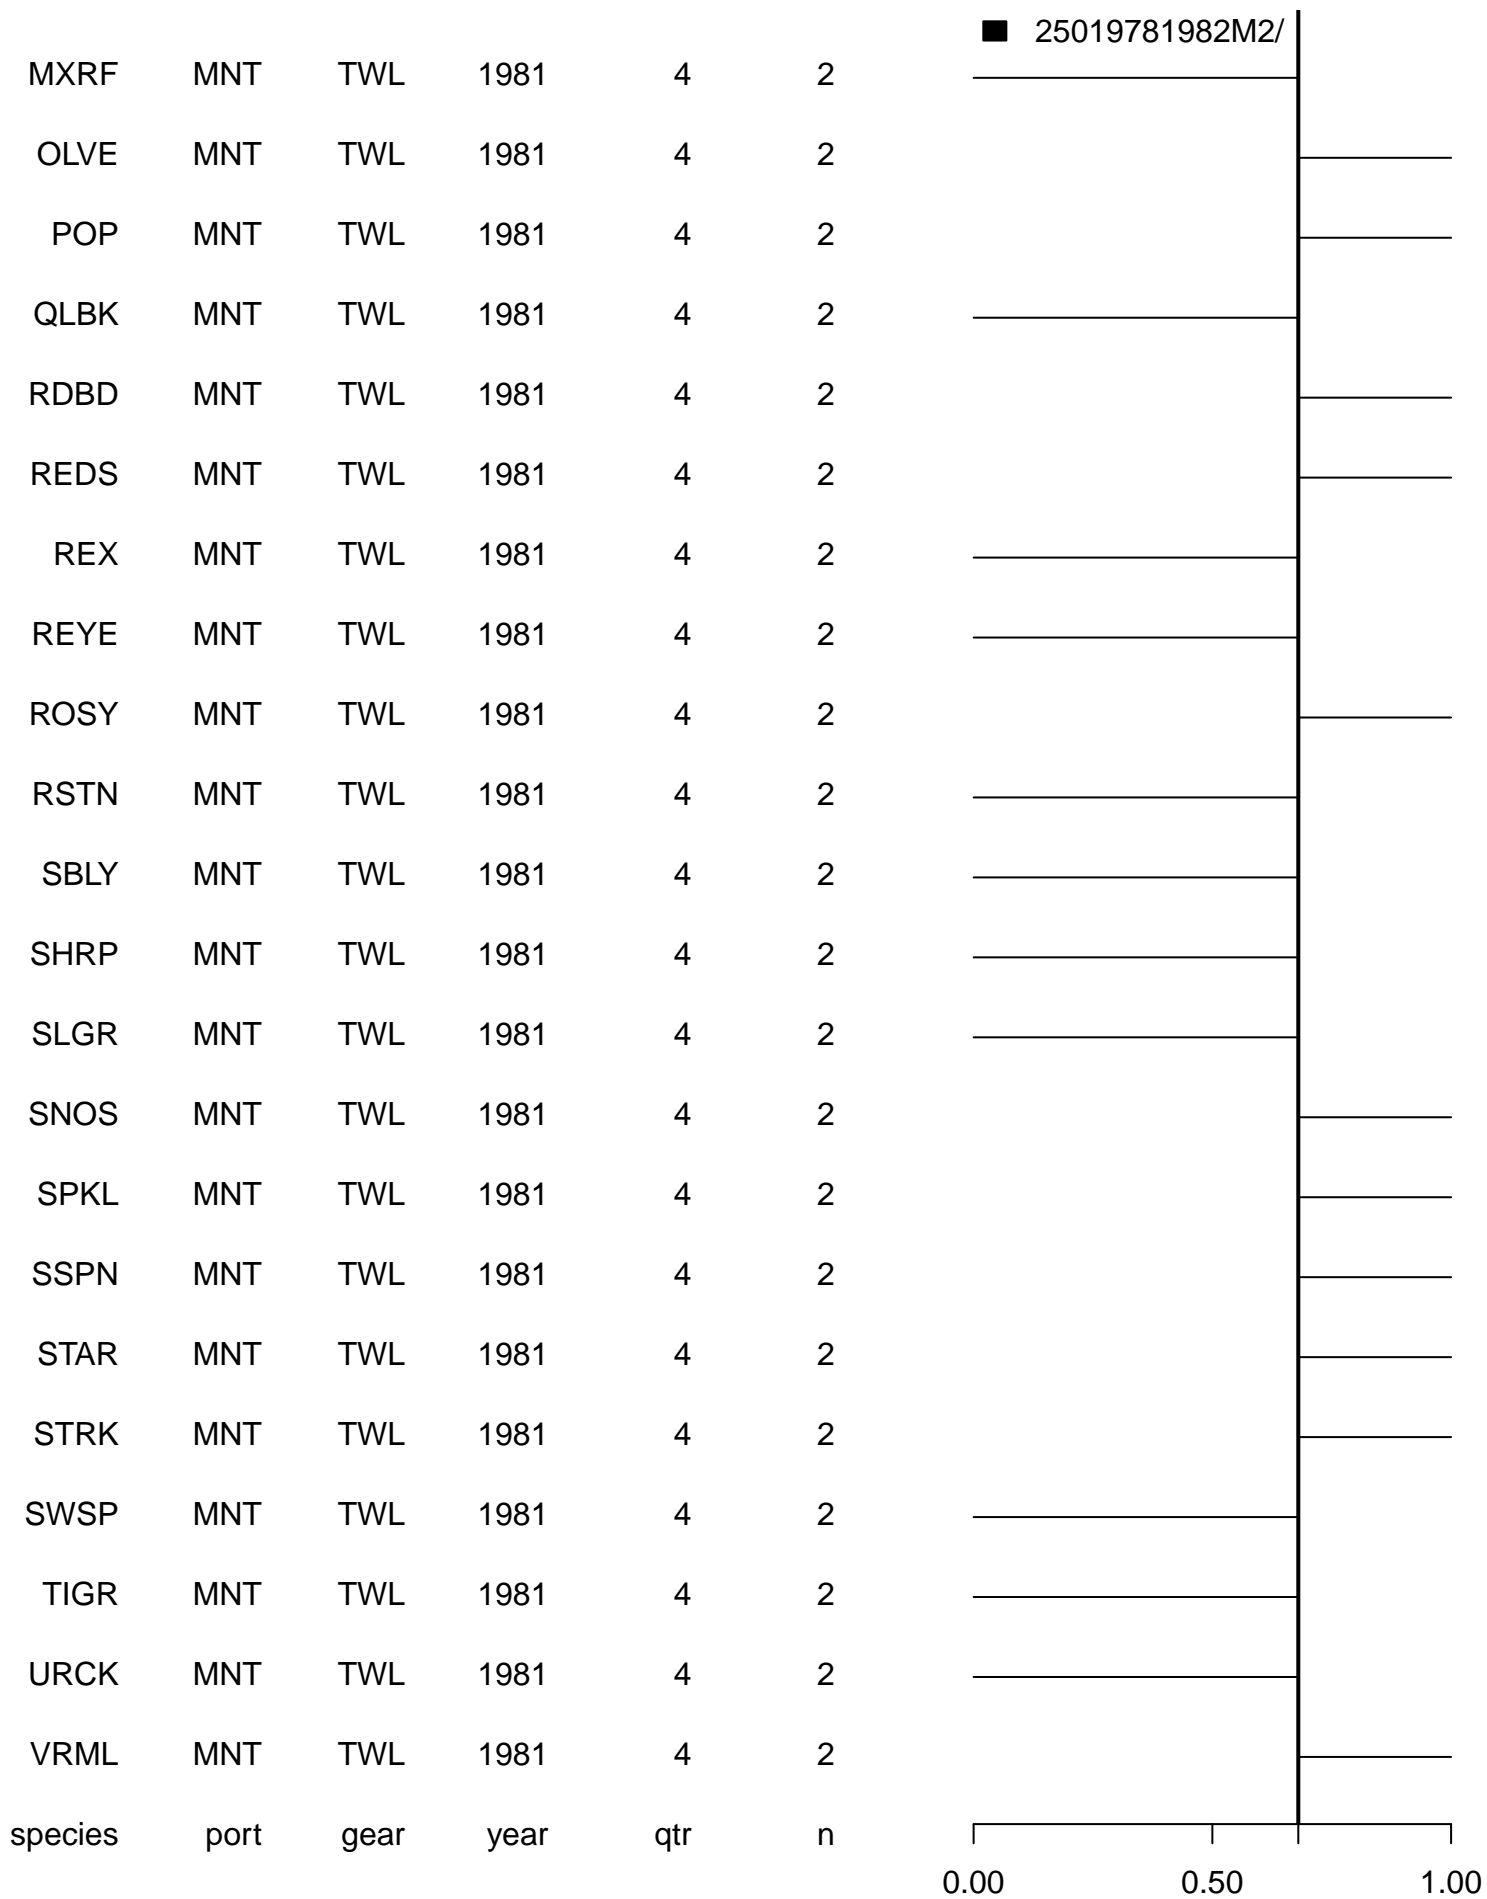 25019781982M2/
MXRF MNT TWL 1981 4 2
OLVE MNT TWL 1981 4 2
POP MNT TWL 1981 4 2
QLBK MNT TWL 1981 4 2
RDBD MNT TWL 1981 4 2
REDS MNT TWL 1981 4 2
REX MNT TWL 1981 4 2
REYE MNT TWL 1981 4 2
ROSY MNT TWL 1981 4 2
RSTN MNT TWL 1981 4 2
SBLY MNT TWL 1981 4 2
SHRP MNT TWL 1981 4 2
SLGR MNT TWL 1981 4 2
SNOS MNT TWL 1981 4 2
SPKL MNT TWL 1981 4 2
SSPN MNT TWL 1981 4 2
STAR MNT TWL 1981 4 2
STRK MNT TWL 1981 4 2
SWSP MNT TWL 1981 4 2
TIGR MNT TWL 1981 4 2
URCK MNT TWL 1981 4 2
VRML MNT TWL 1981 4 2
species port gear year qtr n
0.00 0.50 1.00